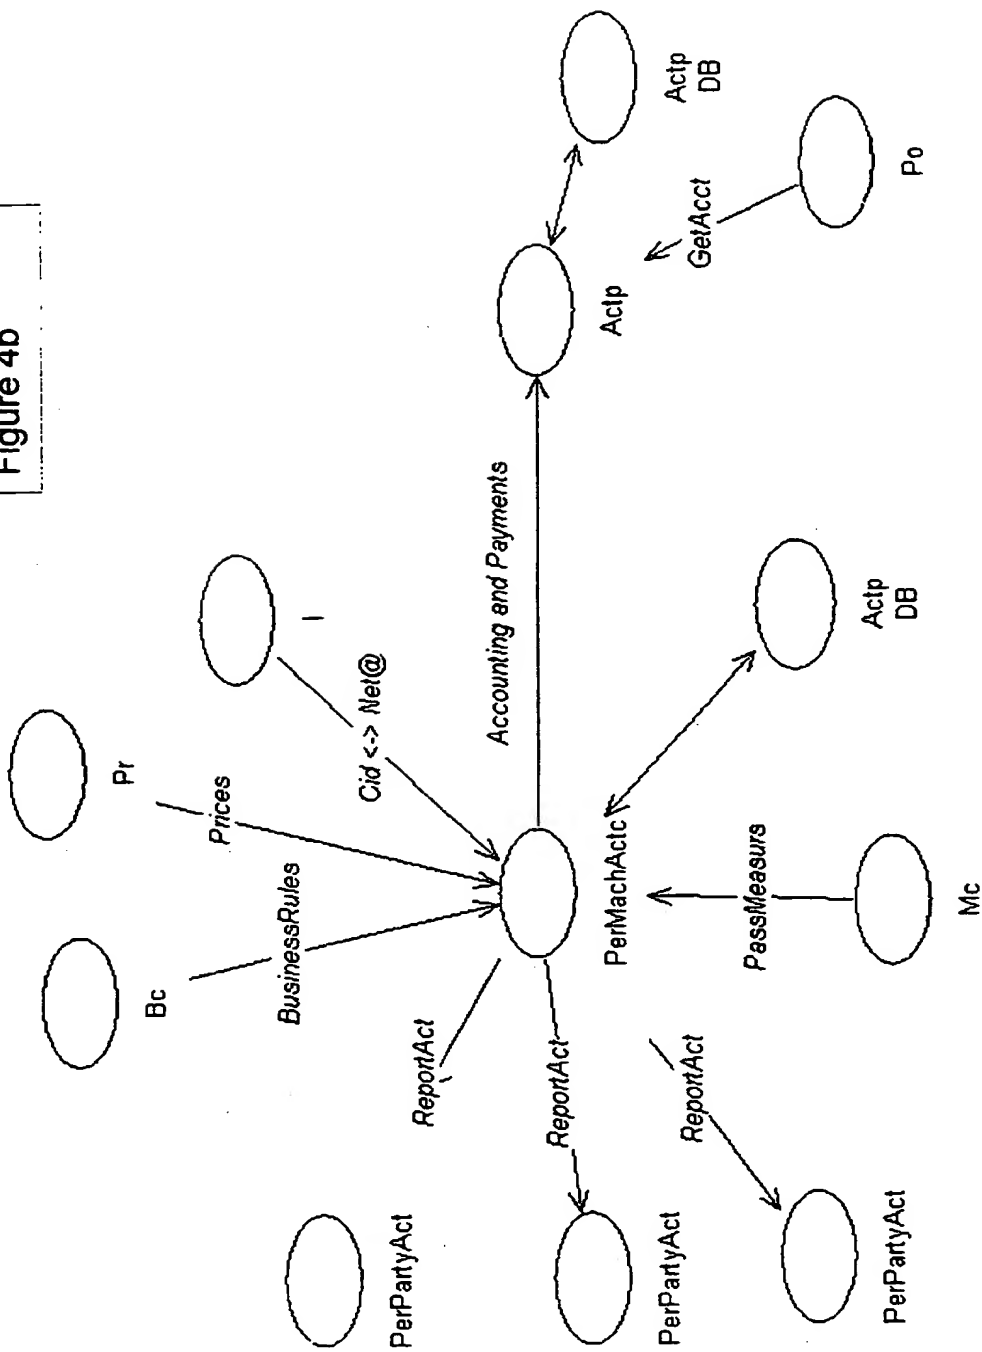 Figure 4b
Pr
Bc
I
Prices
BusinessRules
Cid <-> Net@
ReportAct
PerPartyAct
Accounting and Payments
ReportAct
PerPartyAct
PerMachActc
Actp
Actp
DB
GetAcct
Po
PassMeasurs
ReportAct
PerPartyAct
Mc
Actp
DB